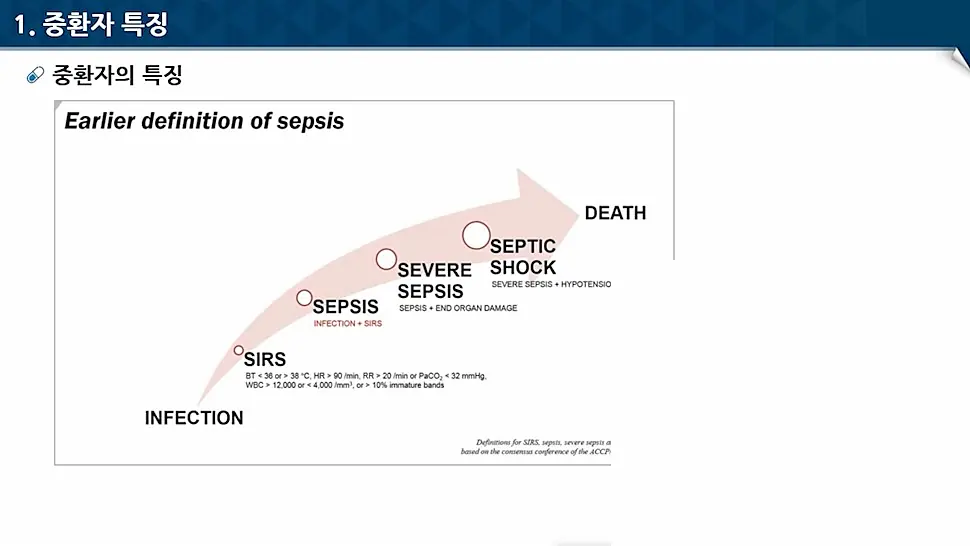 1. 중환자 특징
중환자의 특징
Earlier definition of sepsis
DEATH
SEPTIC
SHOCK
SEVERE SEPSIS + HYPOTENSIO
SEVERE
SEPSIS
SEPSIS + END ORGAN DAMAGE
SEPSIS
INFECTION + SIRS
SIRS
BT < 36 or > 38 °C, HR > 90 /min, RR > 20 /min or PaCO₂ < 32 mmHg,
WBC > 12,000 or < 4,000 /mm³, or > 10% immature bands
INFECTION
Definitions for SIRS, sepsis, severe sepsis a
based on the consensus conference of the ACCP